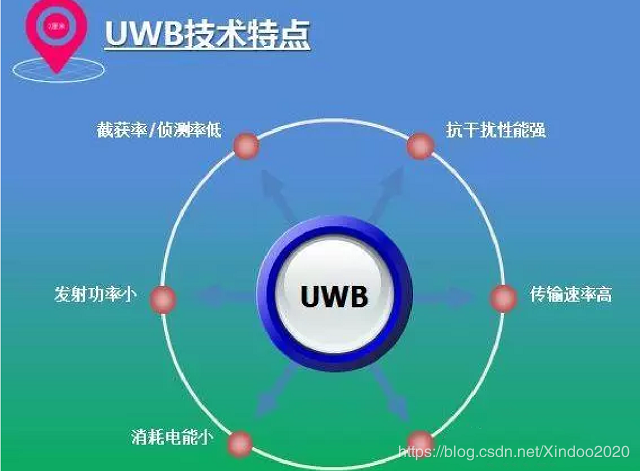 UWB技术特点
截获率/侦测率低
抗干扰性能强
发射功率小
UWB
传输速率高
消耗电能小
https://blog.csdn.net/Xindoo2020